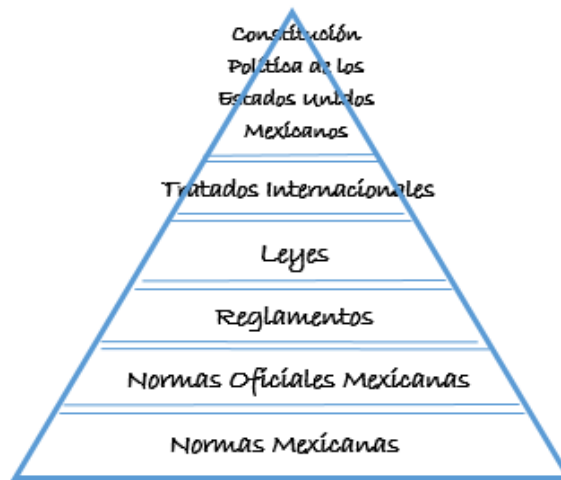 Constitución
Política de los
Estados Unidos
Mexicanos
Tratados Internacionales
Leyes
Reglamentos
Normas Oficiales Mexicanas
Normas Mexicanas